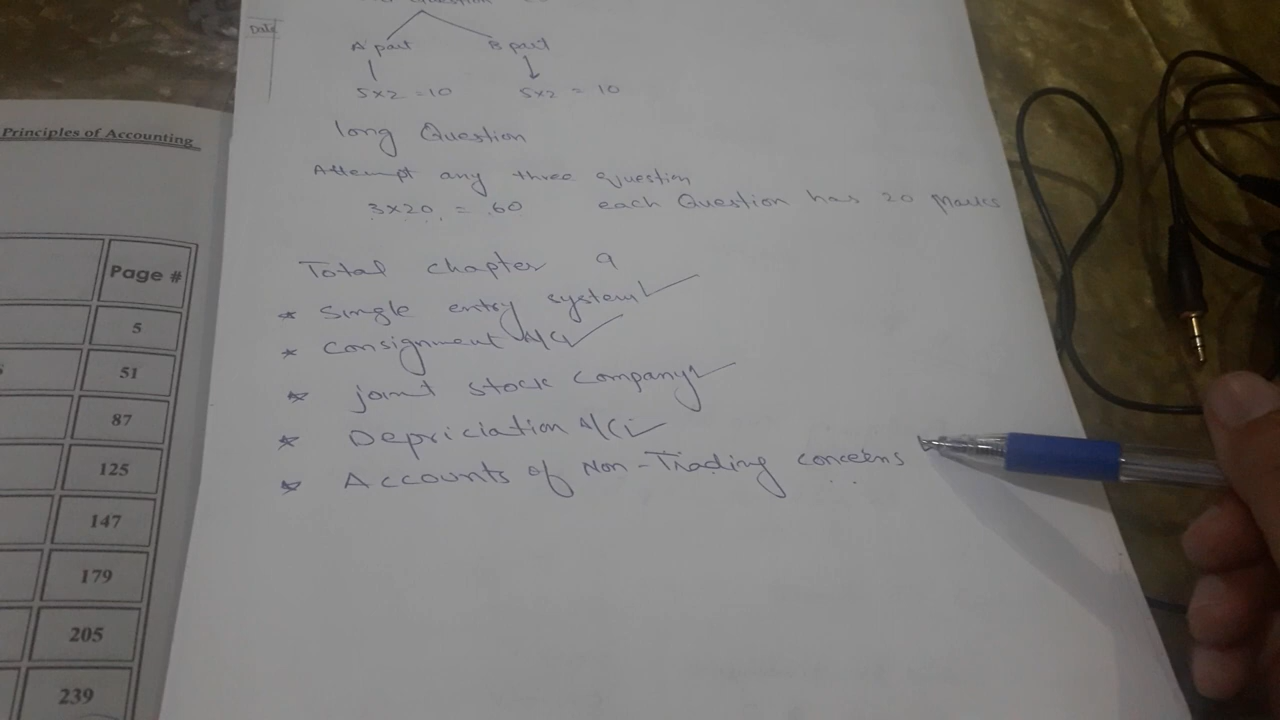 Question
Date
A part B part
5x2 = 10 5x2 = 10
long Question
Attempt any three question
3x20 = 60 each Question has 20 marks
Total chapter 9
* Single entry system
* Consignment A/C
* joint stock company
* Depriciation A/C
* Accounts of Non-Trading concerns
Principles of Accounting
Page #
5
51
87
125
147
179
205
239